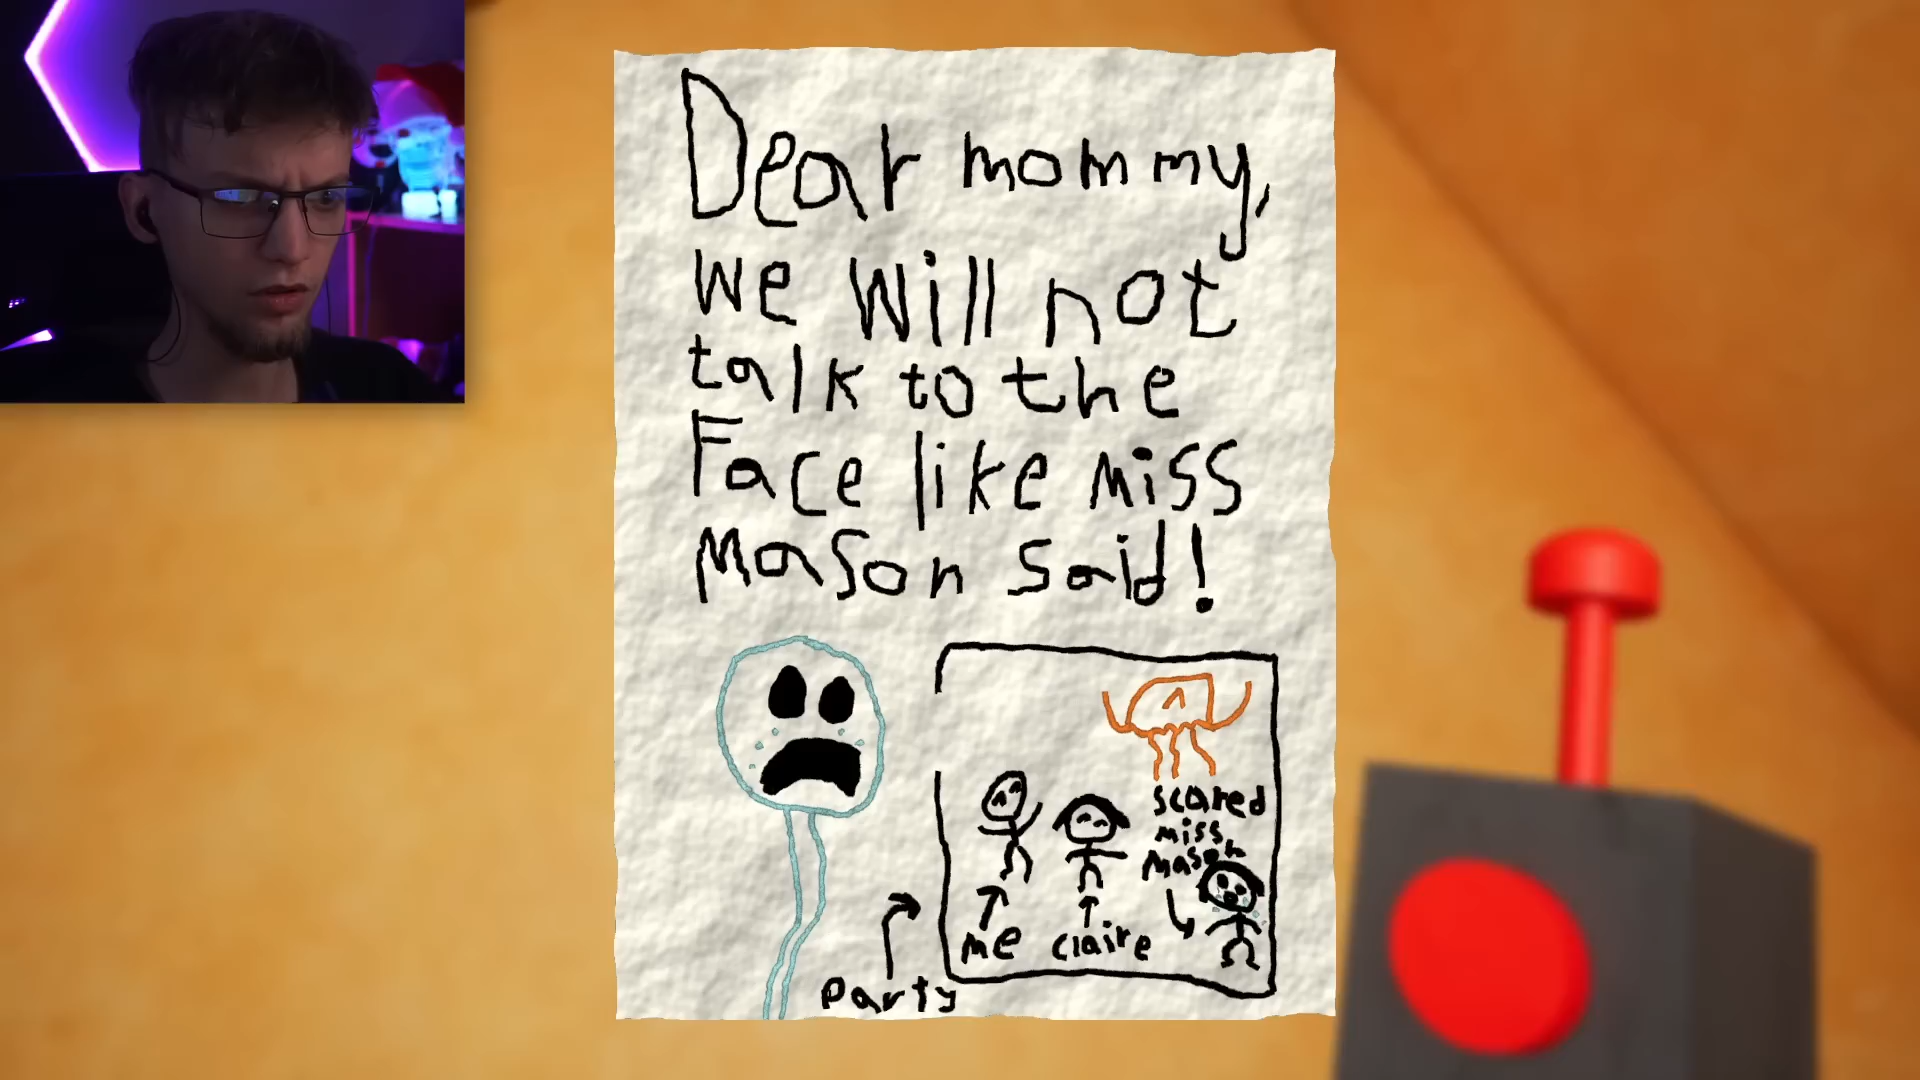 Dear mommy,
we will not
talk to the
Face like Miss
Mason Said!
scared
miss
Mason
me
claire
Party